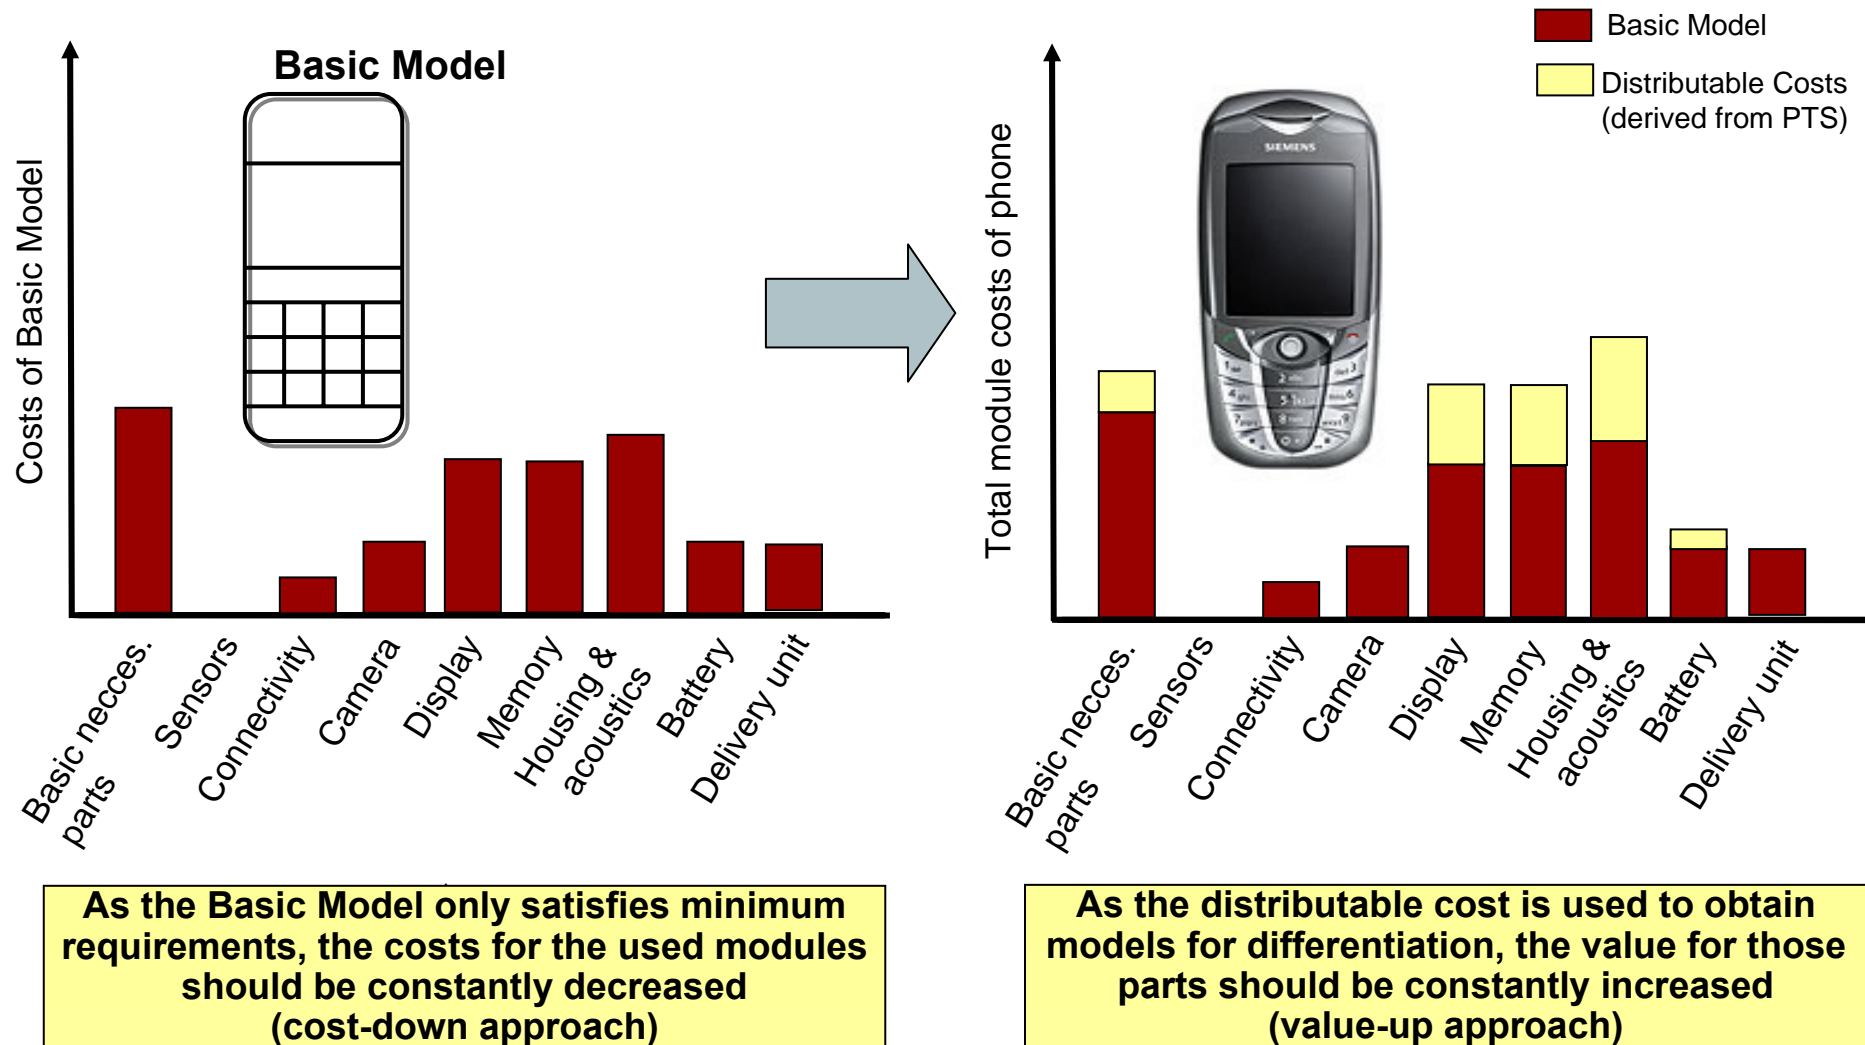 Basic Model
Costs of Basic Model
Basic necces.
parts
Sensors
Connectivity
Camera
Display
Memory
Housing &
acoustics
Battery
Delivery unit
As the Basic Model only satisfies minimum
requirements, the costs for the used modules
should be constantly decreased
(cost-down approach)
Basic Model
Distributable Costs
(derived from PTS)
Total module costs of phone
SIEMENS
Basic necces.
parts
Sensors
Connectivity
Camera
Display
Memory
Housing &
acoustics
Battery
Delivery unit
As the distributable cost is used to obtain
models for differentiation, the value for those
parts should be constantly increased
(value-up approach)